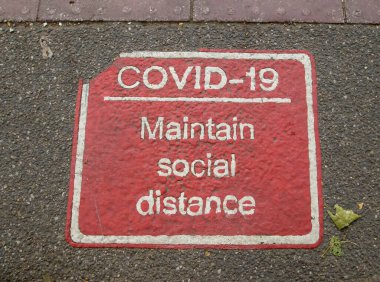 COVID-19
Maintain
social
distance